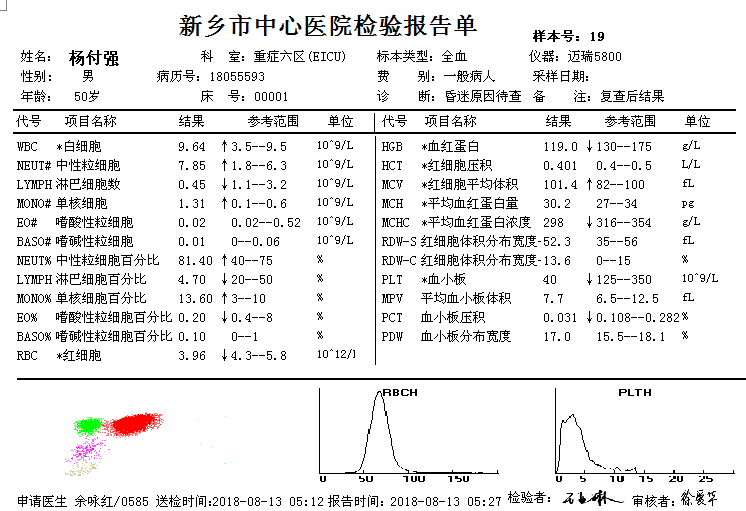 新乡市中心医院检验报告单
样本号：19
姓名： 杨付强 科 室：重症六区(EICU) 标本类型：全血 仪器：迈瑞5800
性别： 男 病历号：18055593 费 别：一般病人 采样日期：
年龄： 50岁 床 号：00001 诊 断：昏迷原因待查 备 注：复查后结果
代号 项目名称 结果 参考范围 单位 代号 项目名称 结果 参考范围 单位
WBC *白细胞 9.64 ↑3.5--9.5 10^9/L HGB *血红蛋白 119.0 ↓130--175 g/L
NEUT# 中性粒细胞 7.85 ↑1.8--6.3 10^9/L HCT *红细胞压积 0.401 0.4--0.5 L/L
LYMPH 淋巴细胞数 0.45 ↓1.1--3.2 10^9/L MCV *红细胞平均体积 101.4 ↑82--100 fL
MONO# 单核细胞 1.31 ↑0.1--0.6 10^9/L MCH *平均血红蛋白量 30.2 27--34 pg
EO# 嗜酸性粒细胞 0.02 0.02--0.52 10^9/L MCHC *平均血红蛋白浓度 298 ↓316--354 g/L
BASO# 嗜碱性粒细胞 0.01 0--0.06 10^9/L RDW-S 红细胞体积分布宽度-52.3 35--56 fL
NEUT% 中性粒细胞百分比 81.40 ↑40--75 % RDW-C 红细胞体积分布宽度-13.6 0--15 %
LYMPH 淋巴细胞百分比 4.70 ↓20--50 % PLT *血小板 40 ↓125--350 10^9/L
MONO% 单核细胞百分比 13.60 ↑3--10 % MPV 平均血小板体积 7.7 6.5--12.5 fL
EO% 嗜酸性粒细胞百分比 0.20 ↓0.4--8 % PCT 血小板压积 0.031 ↓0.108--0.282 %
BASO% 嗜碱性粒细胞百分比 0.10 0--1 % PDW 血小板分布宽度 17.0 15.5--18.1 %
RBC *红细胞 3.96 ↓4.3--5.8 10^12/l
RBCH PLTH
0 50 100 150 0 5 10 15 20 25
申请医生 余咏红/0585 送检时间：2018-08-13 05:12 报告时间：2018-08-13 05:27 检验者： 审核者：